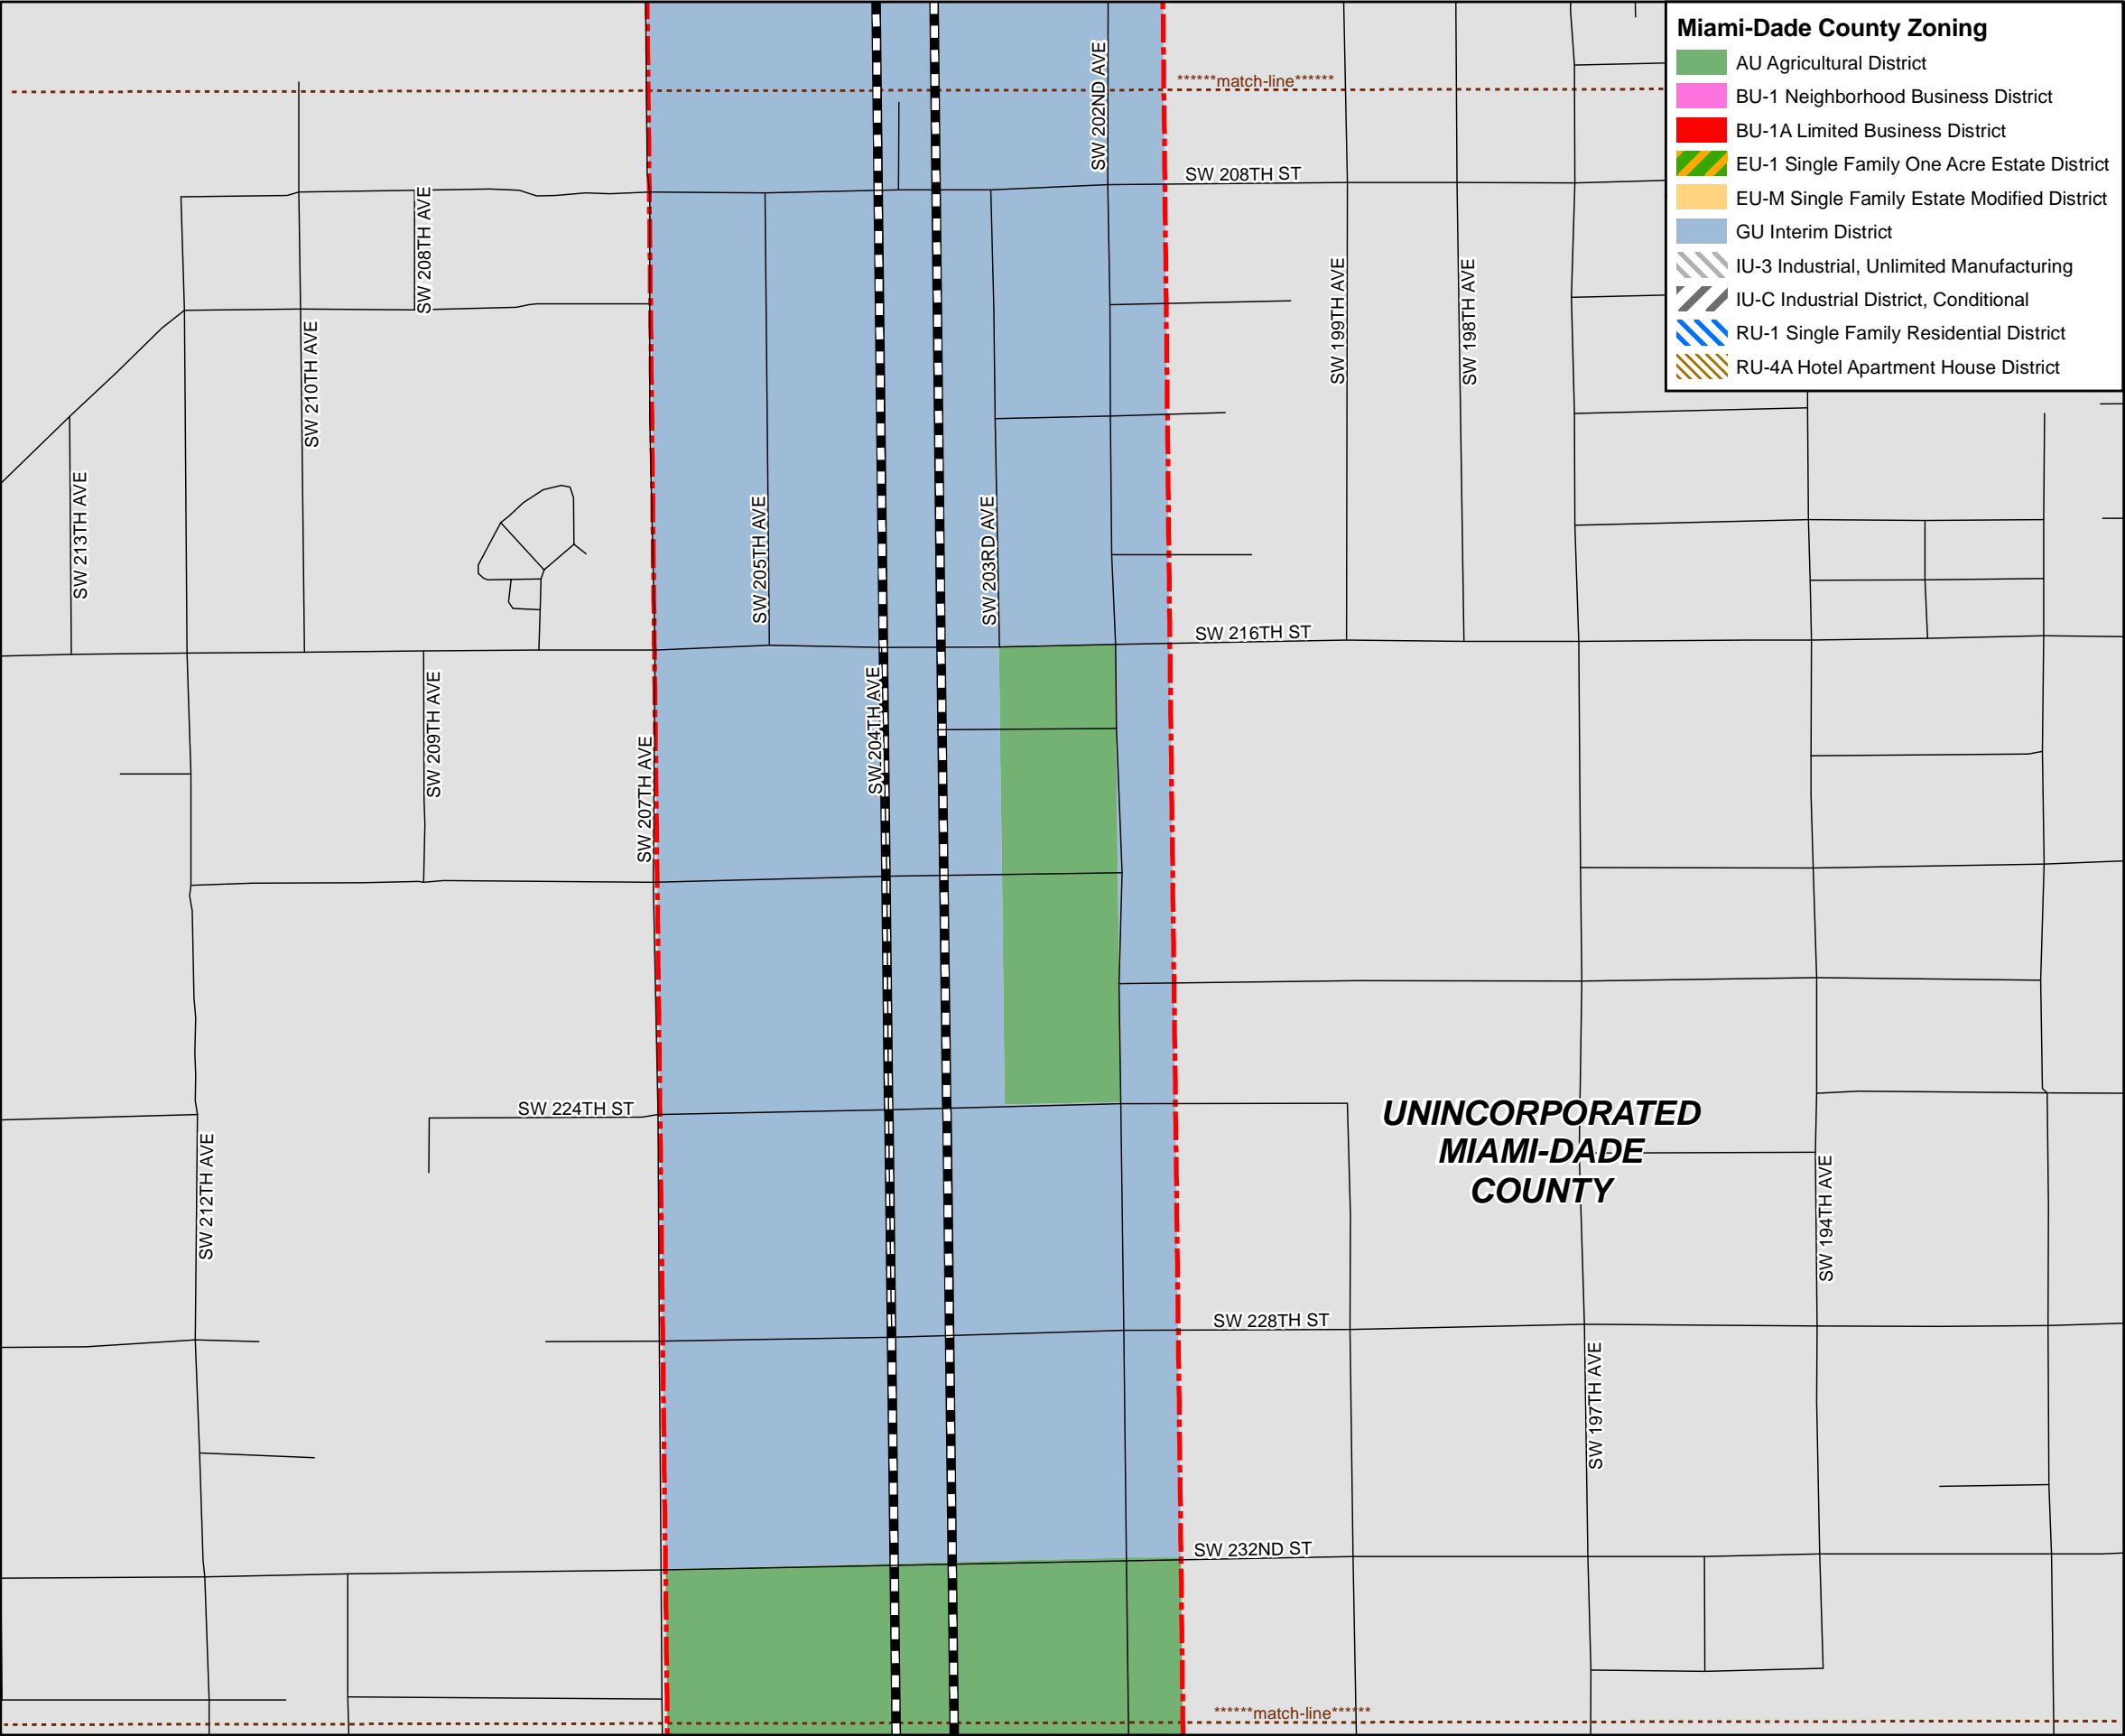 Miami-Dade County Zoning
AU Agricultural District
BU-1 Neighborhood Business District
BU-1A Limited Business District
EU-1 Single Family One Acre Estate District
EU-M Single Family Estate Modified District
GU Interim District
IU-3 Industrial, Unlimited Manufacturing
IU-C Industrial District, Conditional
RU-1 Single Family Residential District
RU-4A Hotel Apartment House District
******match-line******
SW 202ND AVE
SW 208TH ST
SW 208TH AVE
SW 210TH AVE
SW 199TH AVE
SW 198TH AVE
SW 213TH AVE
SW 205TH AVE
SW 203RD AVE
SW 216TH ST
SW 209TH AVE
SW 204TH AVE
SW 207TH AVE
SW 224TH ST
UNINCORPORATED
MIAMI-DADE
COUNTY
SW 212TH AVE
SW 194TH AVE
SW 228TH ST
SW 197TH AVE
SW 232ND ST
******match-line******